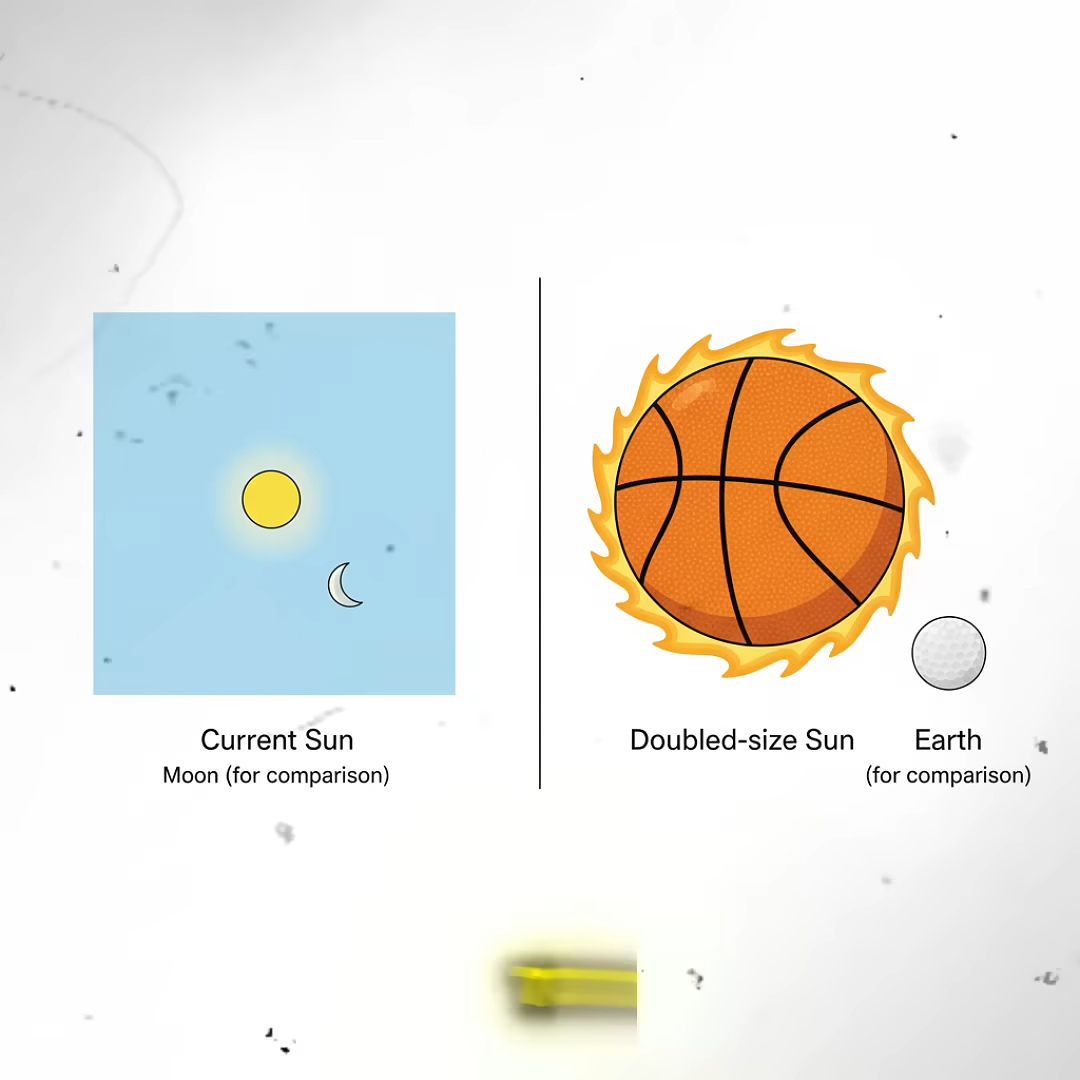 Current Sun
Moon (for comparison)
Doubled-size Sun
Earth
(for comparison)